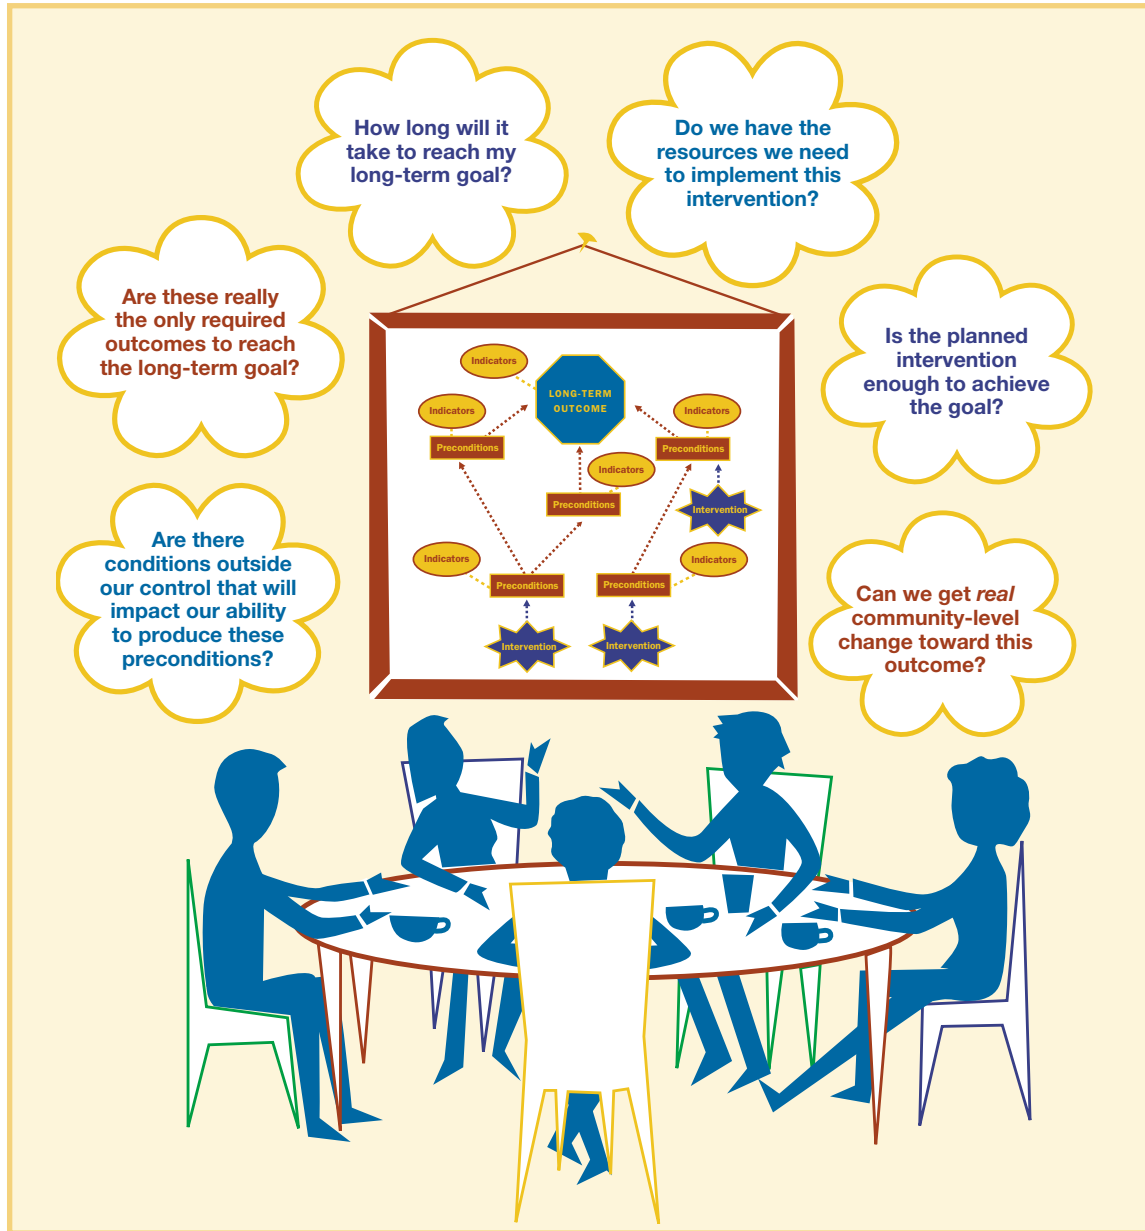 How long will it
take to reach my
long-term goal?
Do we have the
resources we need
to implement this
intervention?
Are these really
the only required
outcomes to reach
the long-term goal?
Is the planned
intervention
enough to achieve
the goal?
Are there
conditions outside
our control that will
impact our ability
to produce these
preconditions?
Can we get real
community-level
change toward this
outcome?
Indicators
LONG-TERM
OUTCOME
Indicators
Indicators
Preconditions
Preconditions
Indicators
Preconditions
Intervention
Indicators
Indicators
Preconditions
Preconditions
Intervention
Intervention